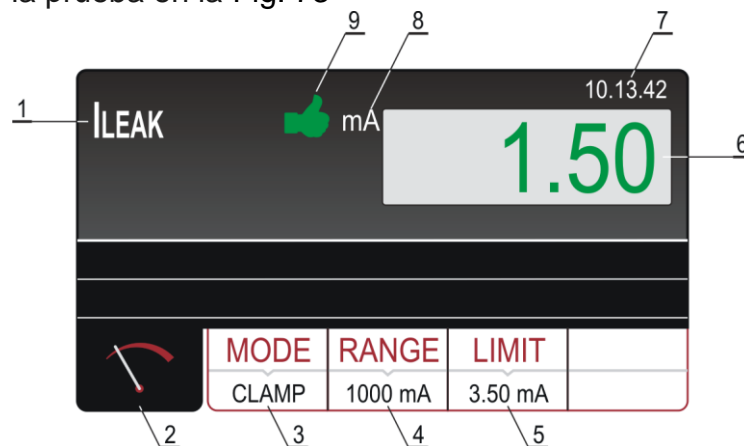 la prueba en la Fig. 73
9 8 7
10.13.42
1 ILEAK mA
1.50 6
MODE RANGE LIMIT
CLAMP 1000 mA 3.50 mA
2 3 4 5